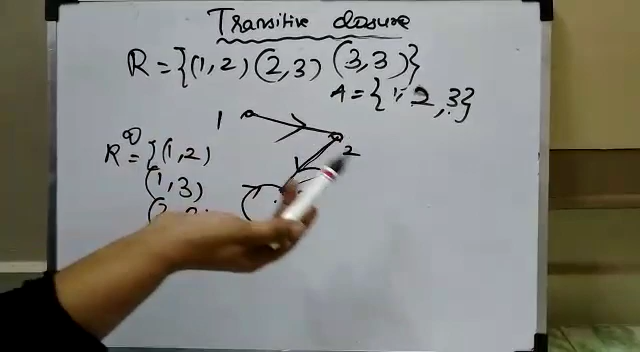 Transitive closure
R = {(1,2) (2,3) (3,3)}
A = {1, 2, 3}
1
2
R^∞ = {(1,2)
(1,3)